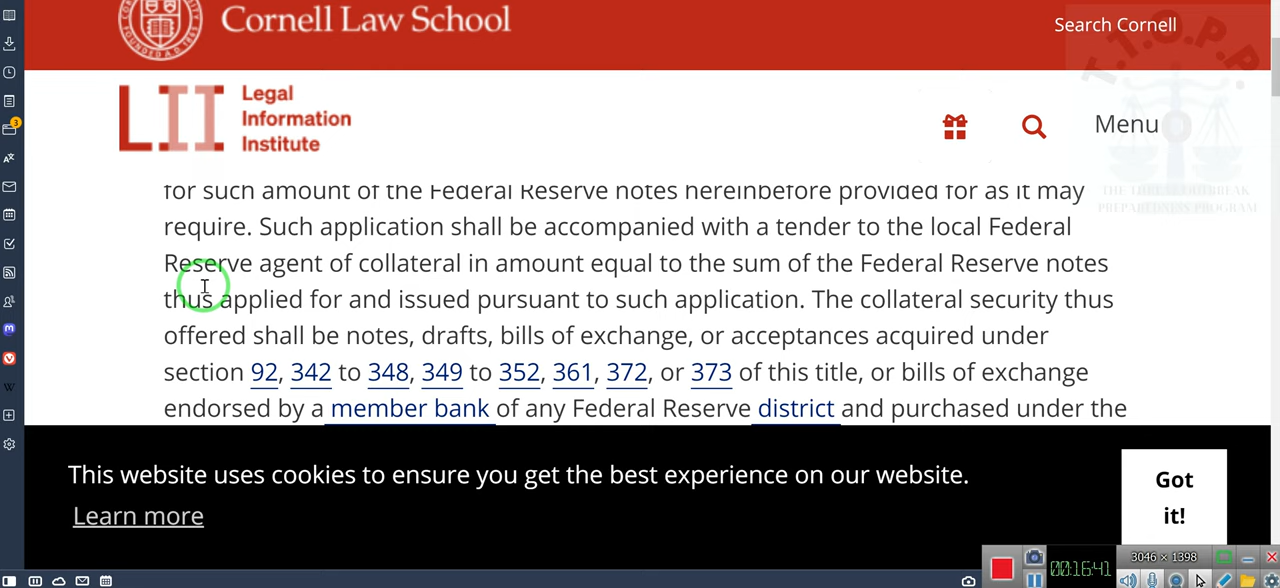 Cornell Law School
Search Cornell
T.T.O.P.P.
LII
Legal
Information
Institute
Menu
THE THREAT OUTBREAK
PREPAREDNESS PROGRAM
for such amount of the Federal Reserve notes hereinbefore provided for as it may
require. Such application shall be accompanied with a tender to the local Federal
Reserve agent of collateral in amount equal to the sum of the Federal Reserve notes
thus applied for and issued pursuant to such application. The collateral security thus
offered shall be notes, drafts, bills of exchange, or acceptances acquired under
section 92, 342 to 348, 349 to 352, 361, 372, or 373 of this title, or bills of exchange
endorsed by a member bank of any Federal Reserve district and purchased under the
This website uses cookies to ensure you get the best experience on our website.
Learn more
Got
it!
3046 × 1398
00:16:41
3